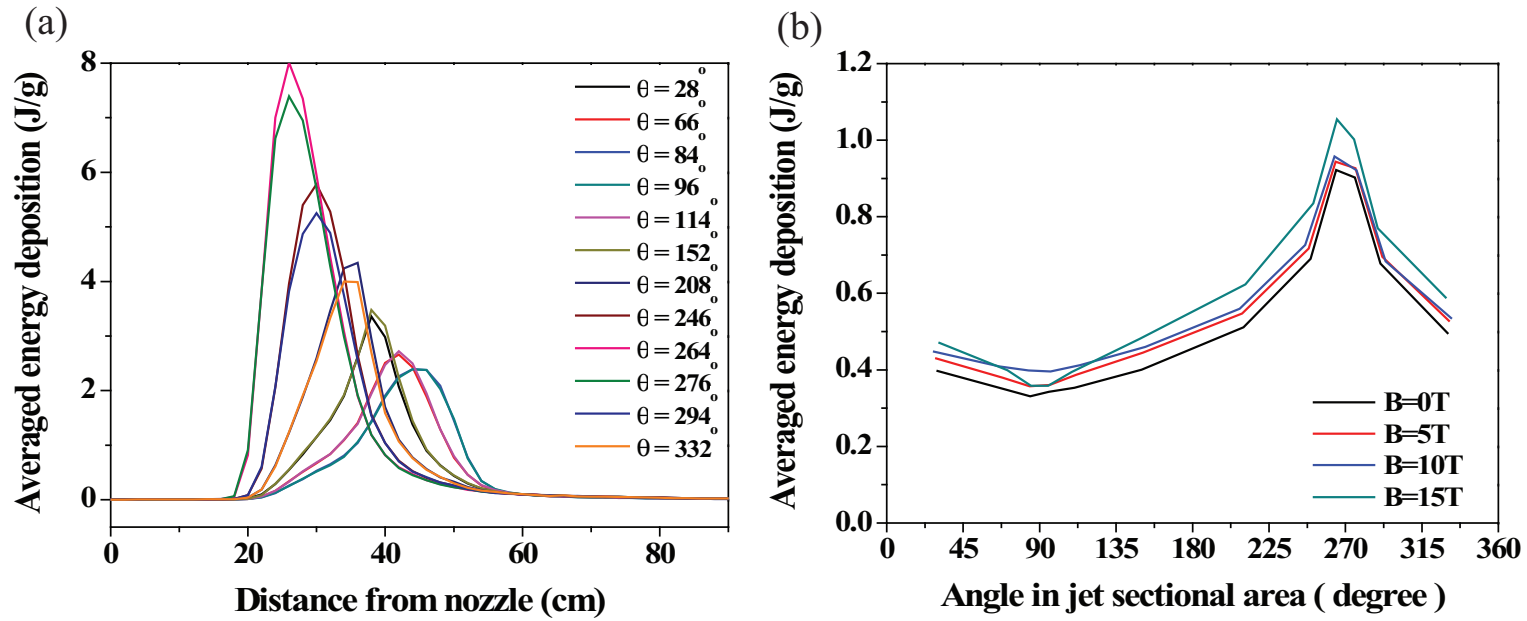 (a)
Averaged energy deposition (J/g)
8
6
4
2
0
0 20 40 60 80
Distance from nozzle (cm)
θ = 28°
θ = 66°
θ = 84°
θ = 96°
θ = 114°
θ = 152°
θ = 208°
θ = 246°
θ = 264°
θ = 276°
θ = 294°
θ = 332°
(b)
Averaged energy deposition (J/g)
1.2
1.0
0.8
0.6
0.4
0.2
0.0
0 45 90 135 180 225 270 315 360
Angle in jet sectional area ( degree )
B=0T
B=5T
B=10T
B=15T